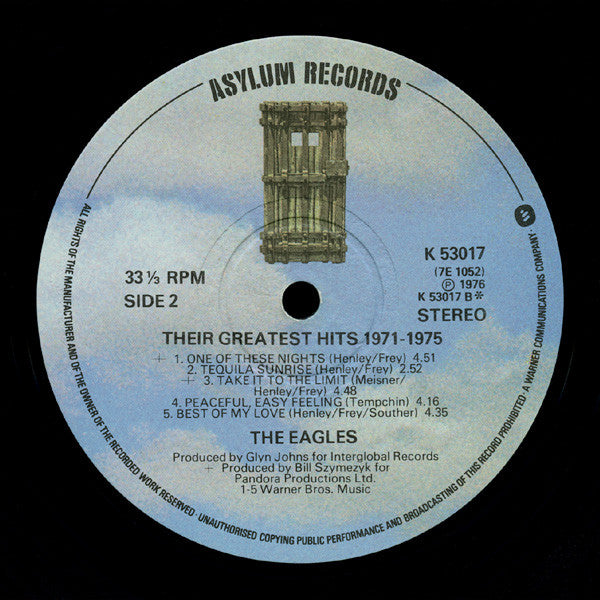 ASYLUM RECORDS
33 ⅓ RPM
SIDE 2
K 53017
(7E 1052)
Ⓟ 1976
K 53017 B*
STEREO
THEIR GREATEST HITS 1971-1975
+ 1. ONE OF THESE NIGHTS (Henley/Frey) 4.51
2. TEQUILA SUNRISE (Henley/Frey) 2.52
+ 3. TAKE IT TO THE LIMIT (Meisner/
Henley/Frey) 4.48
4. PEACEFUL, EASY FEELING (Tempchin) 4.16
5. BEST OF MY LOVE (Henley/Frey/Souther) 4.35
THE EAGLES
Produced by Glyn Johns for Interglobal Records
+ Produced by Bill Szymezyk for
Pandora Productions Ltd.
1-5 Warner Bros. Music
ALL RIGHTS OF THE MANUFACTURER AND OF THE OWNER OF THE RECORDED WORK RESERVED · UNAUTHORISED COPYING PUBLIC PERFORMANCE AND BROADCASTING OF THIS RECORD PROHIBITED · A WARNER COMMUNICATIONS COMPANY ·